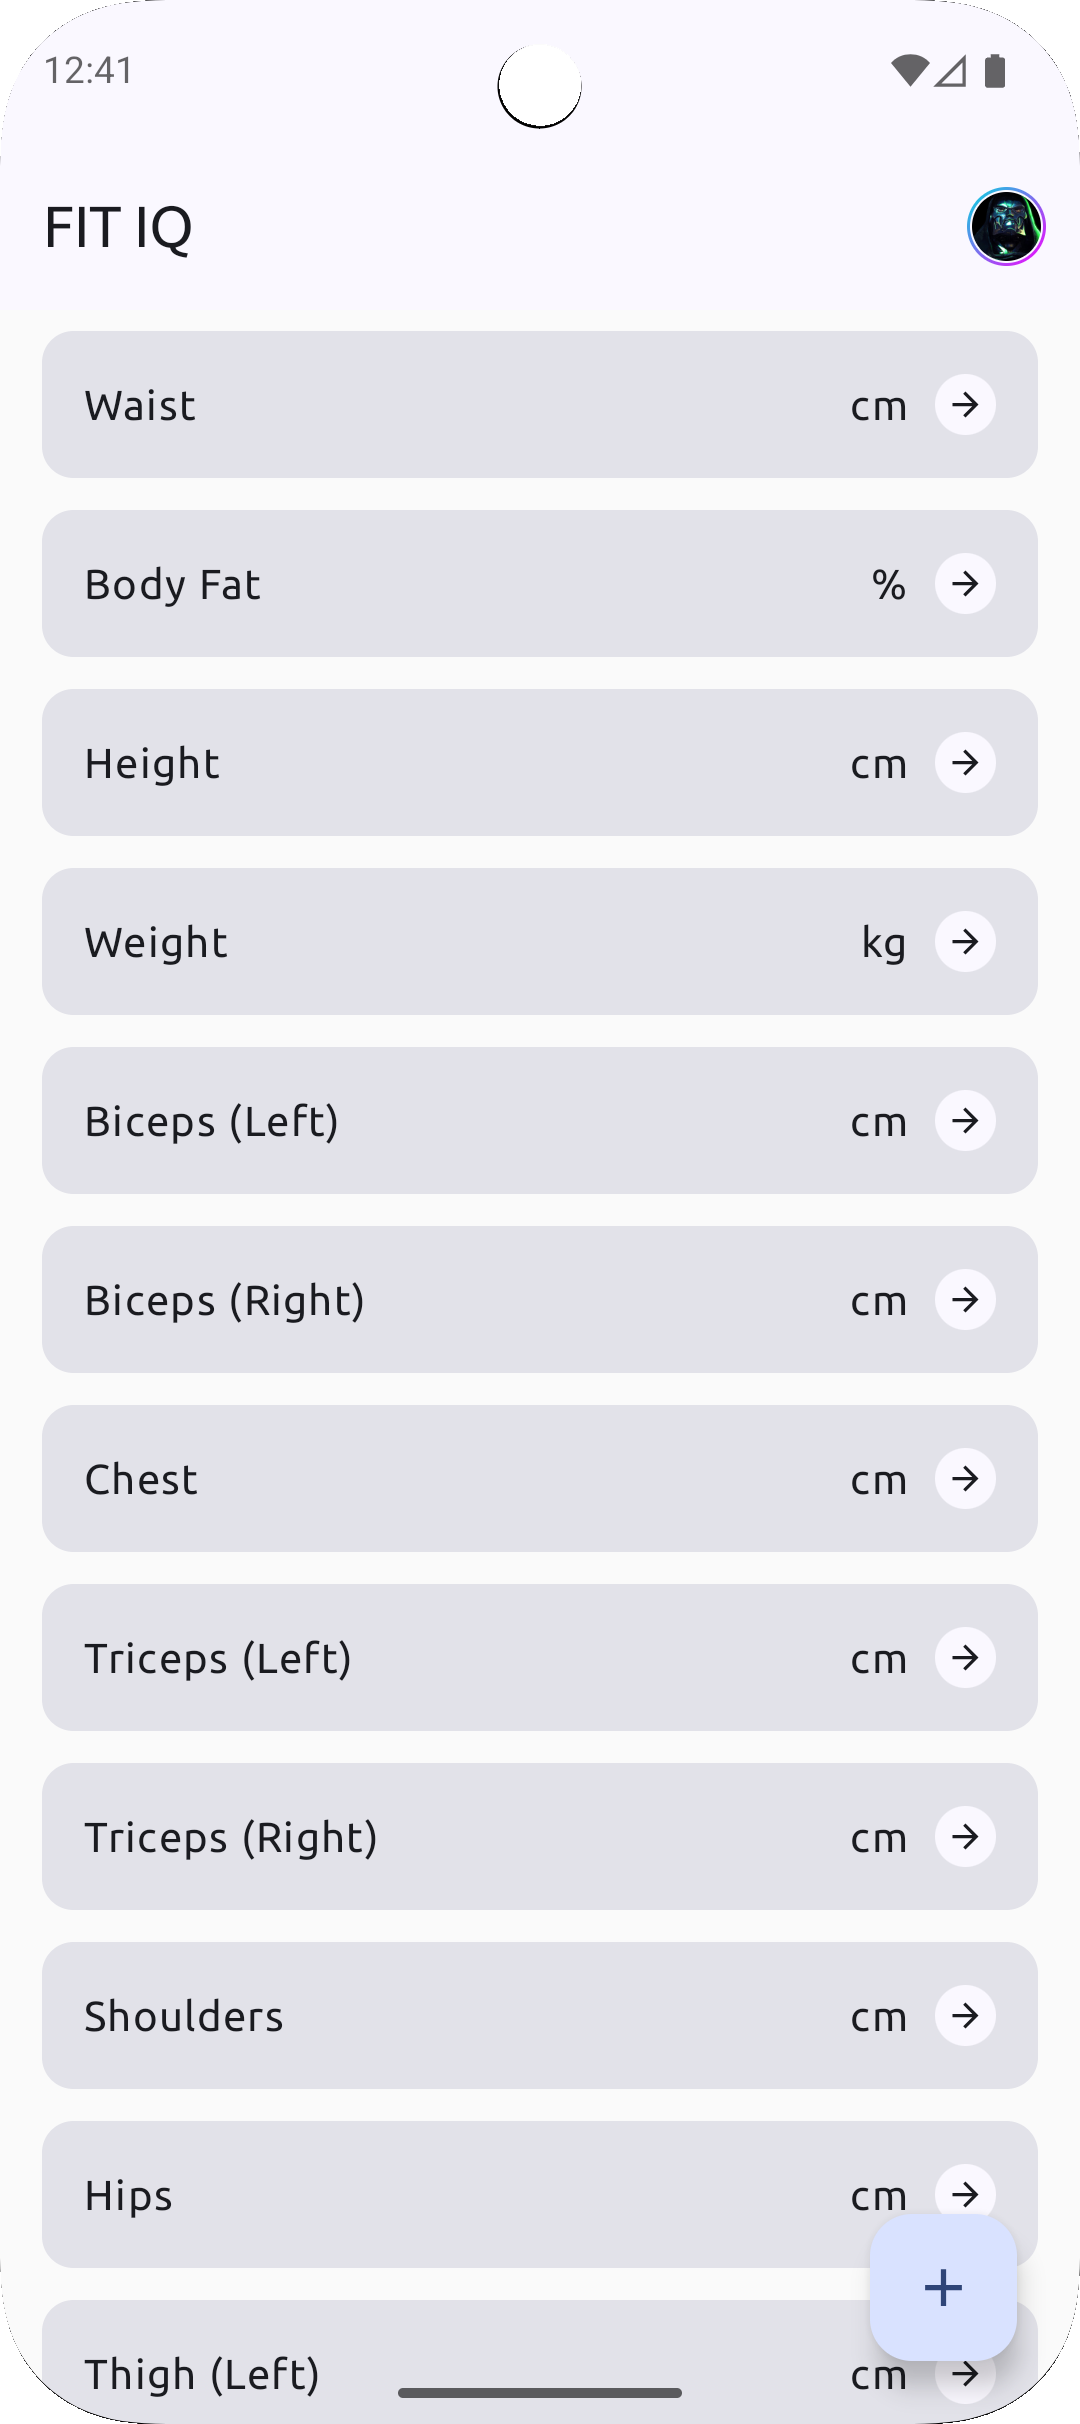 12:41
FIT IQ
Waist cm
Body Fat %
Height cm
Weight kg
Biceps (Left) cm
Biceps (Right) cm
Chest cm
Triceps (Left) cm
Triceps (Right) cm
Shoulders cm
Hips cm
Thigh (Left) cm